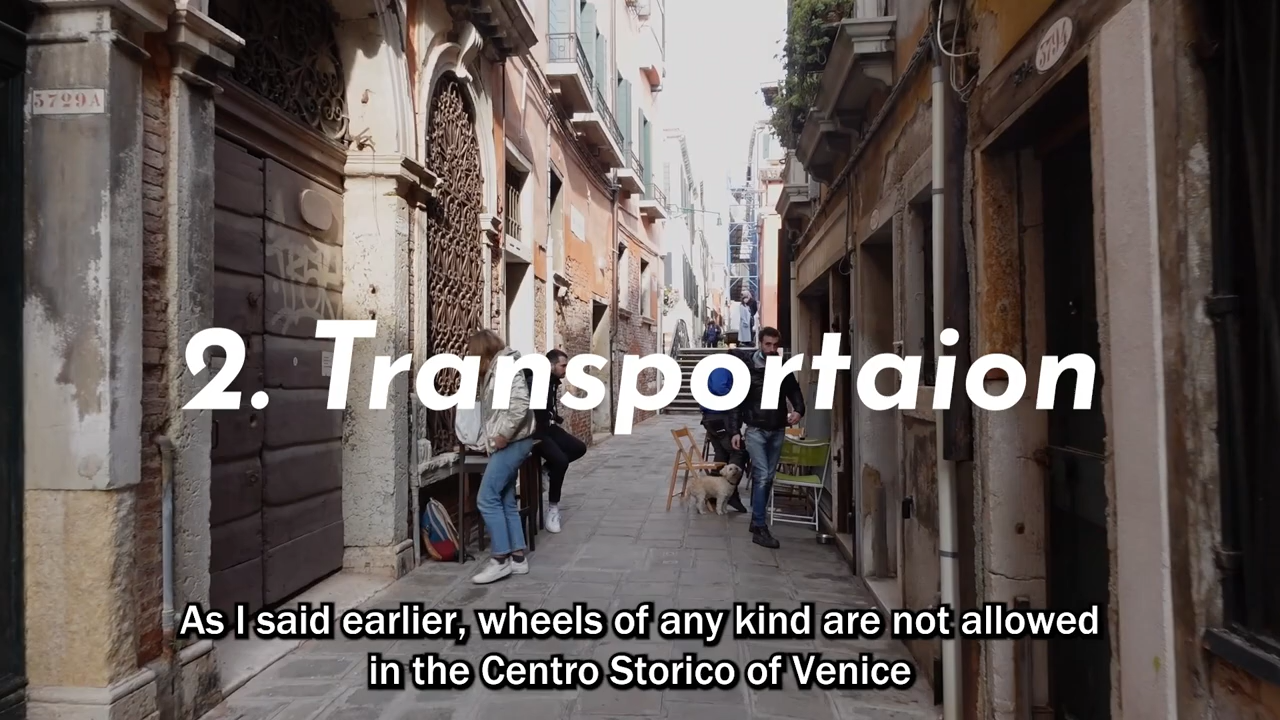 5729A
5794
2. Transportaion
As I said earlier, wheels of any kind are not allowed
in the Centro Storico of Venice